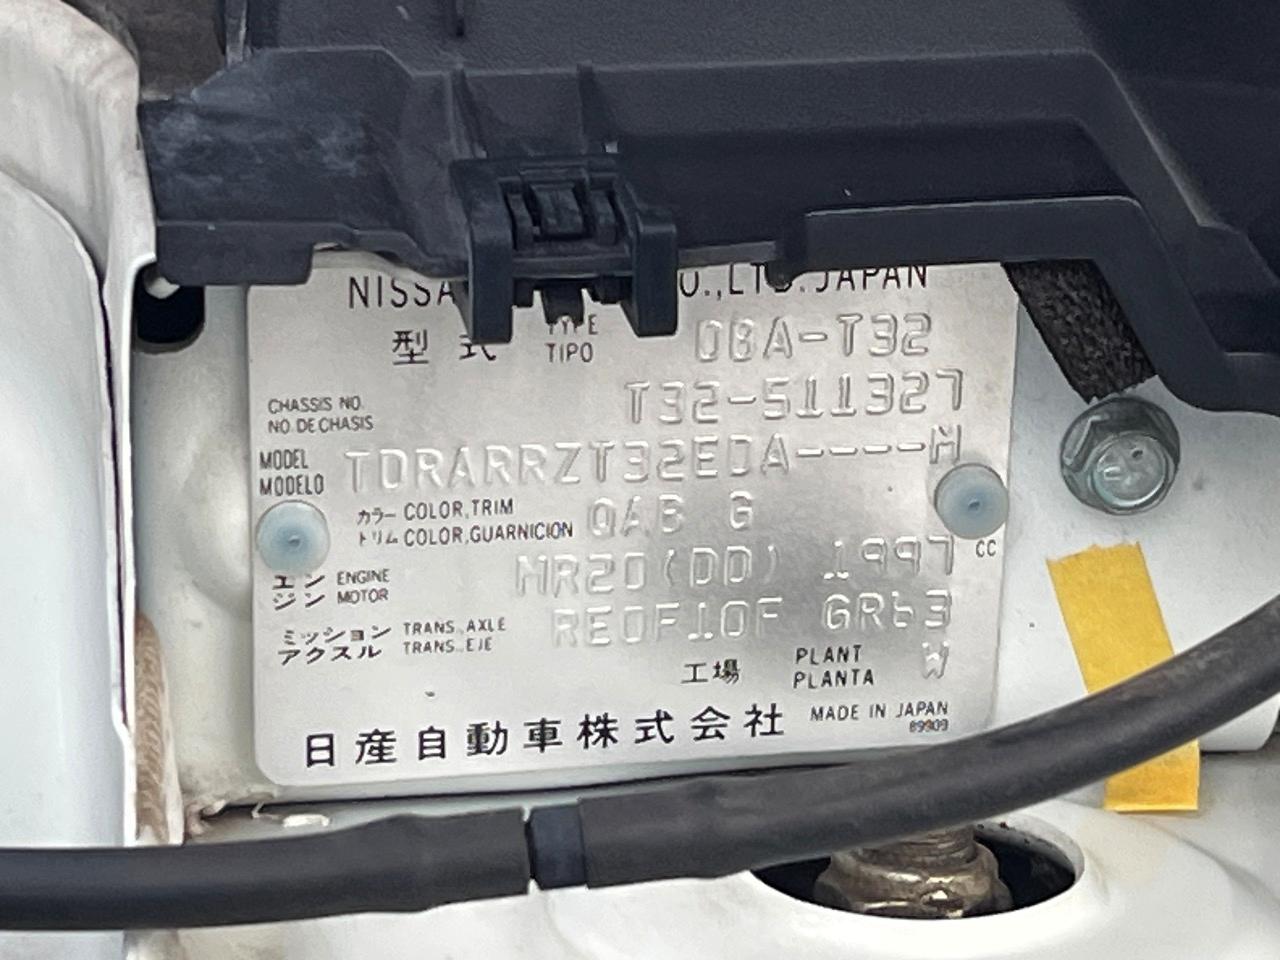 NISSA O.,LTD. JAPAN
型 式 TYPE TIPO DBA-T32
CHASSIS NO. NO.DE CHASIS T32-511327
MODEL MODELO TDRARRZT32EDA----M
カラー COLOR,TRIM トリム COLOR,GUARNICION QAB G
エンジン ENGINE MOTOR MR20(DD) 1997 CC
ミッション アクスル TRANS.,AXLE TRANS.,EJE RE0F10F GR63
工場 PLANT PLANTA W
日産自動車株式会社 MADE IN JAPAN
89909